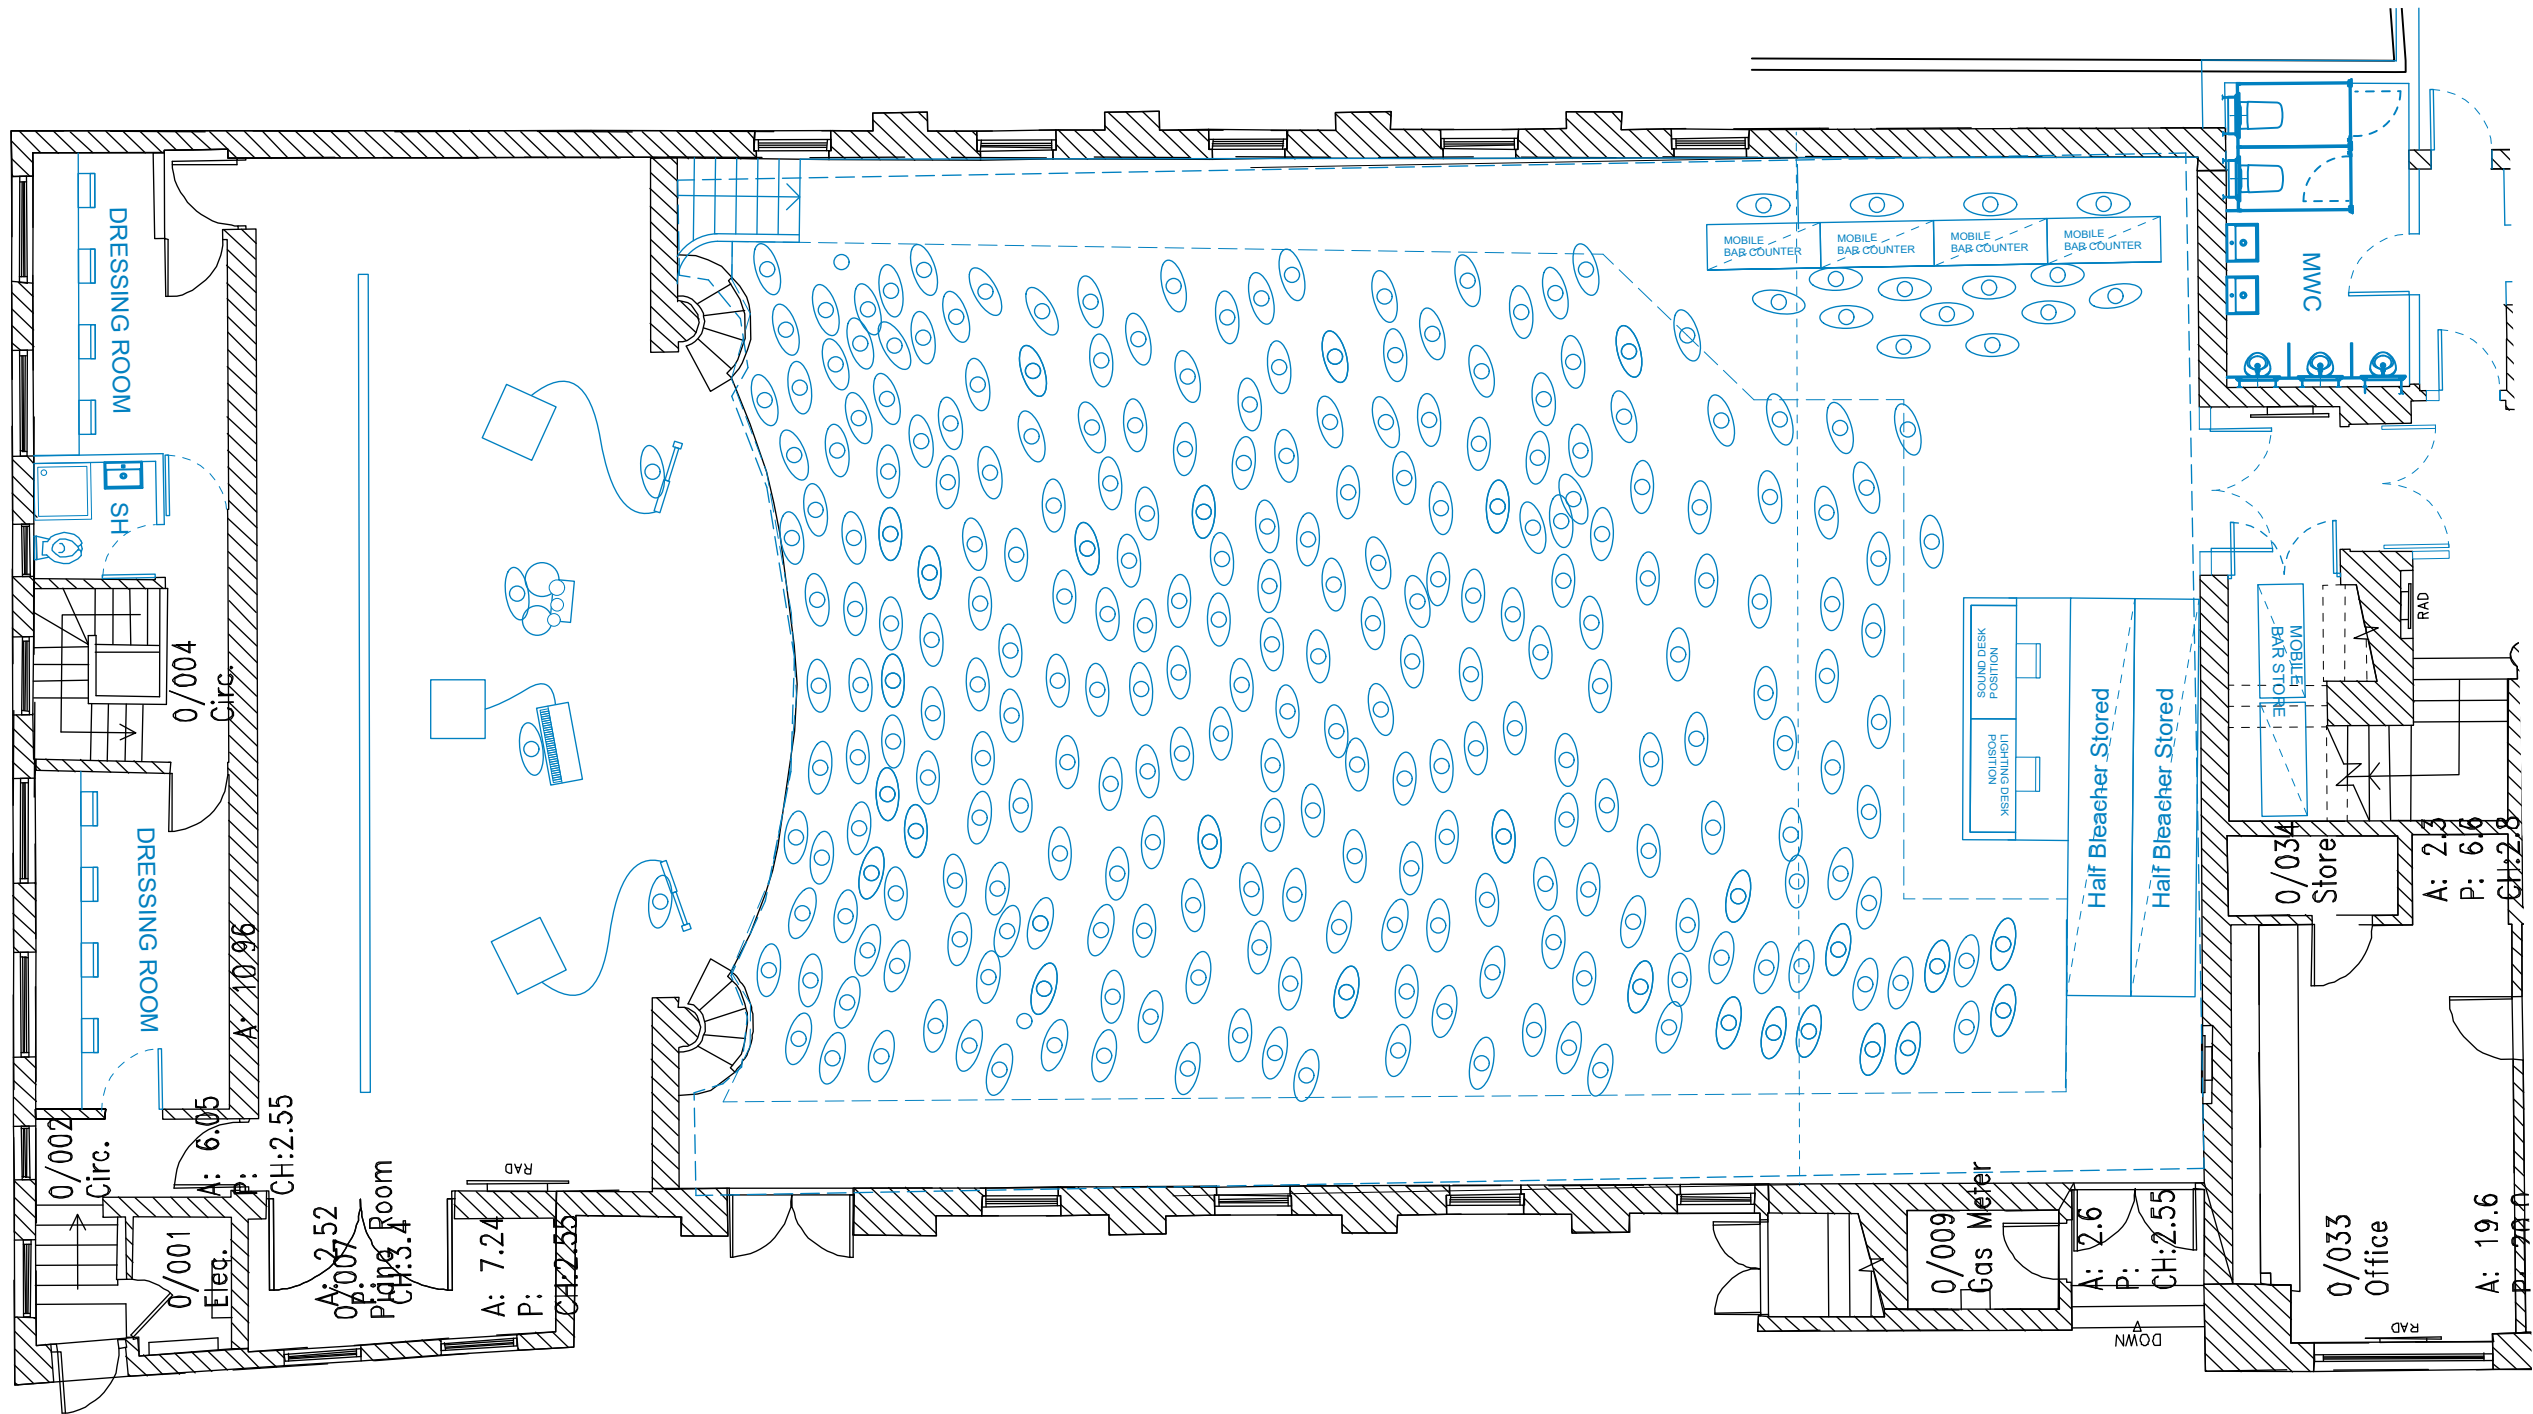 DRESSING ROOM
SH
0/004
Circ.
DRESSING ROOM
A: 10.96
0/002
Circ.
A: 6.05
P:
CH:2.55
0/001
Elec.
A: 2.52
P:
CH:3.4
0/007
Piano Room
RAD
A: 7.24
P:
CH:2.55
MOBILE
BAR COUNTER
MOBILE
BAR COUNTER
MOBILE
BAR COUNTER
MOBILE
BAR COUNTER
MWC
SOUND DESK
POSITION
LIGHTING DESK
POSITION
Half Bleacher Stored
Half Bleacher Stored
MOBILE
BAR STORE
RAD
0/034
Store
A: 2.3
P: 6.6
CH:2.8
0/009
Gas Meter
A: 2.6
P:
CH:2.55
DOWN
0/033
Office
A: 19.6
RAD